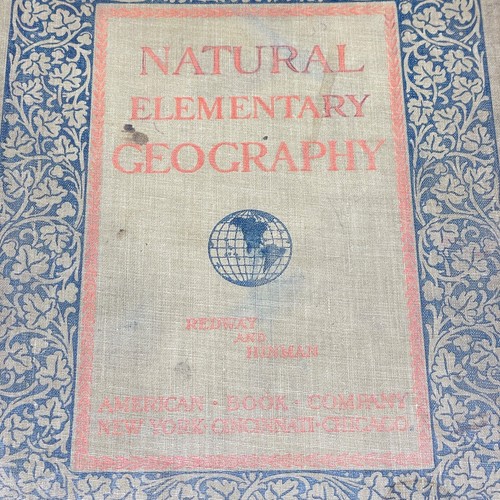 NATURAL
ELEMENTARY
GEOGRAPHY
REDWAY
AND
HINMAN
AMERICAN · BOOK · COMPANY
NEW YORK·CINCINNATI·CHICAGO